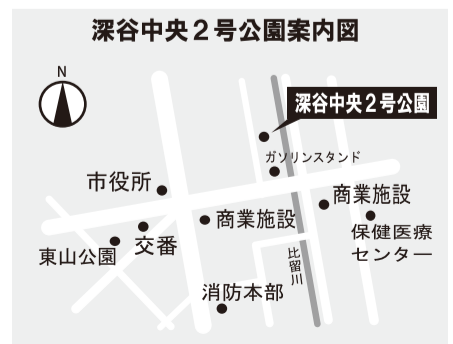 深谷中央２号公園案内図
N
深谷中央２号公園
ガソリンスタンド
市役所
商業施設
商業施設
保健医療
センター
交番
東山公園
比留川
消防本部